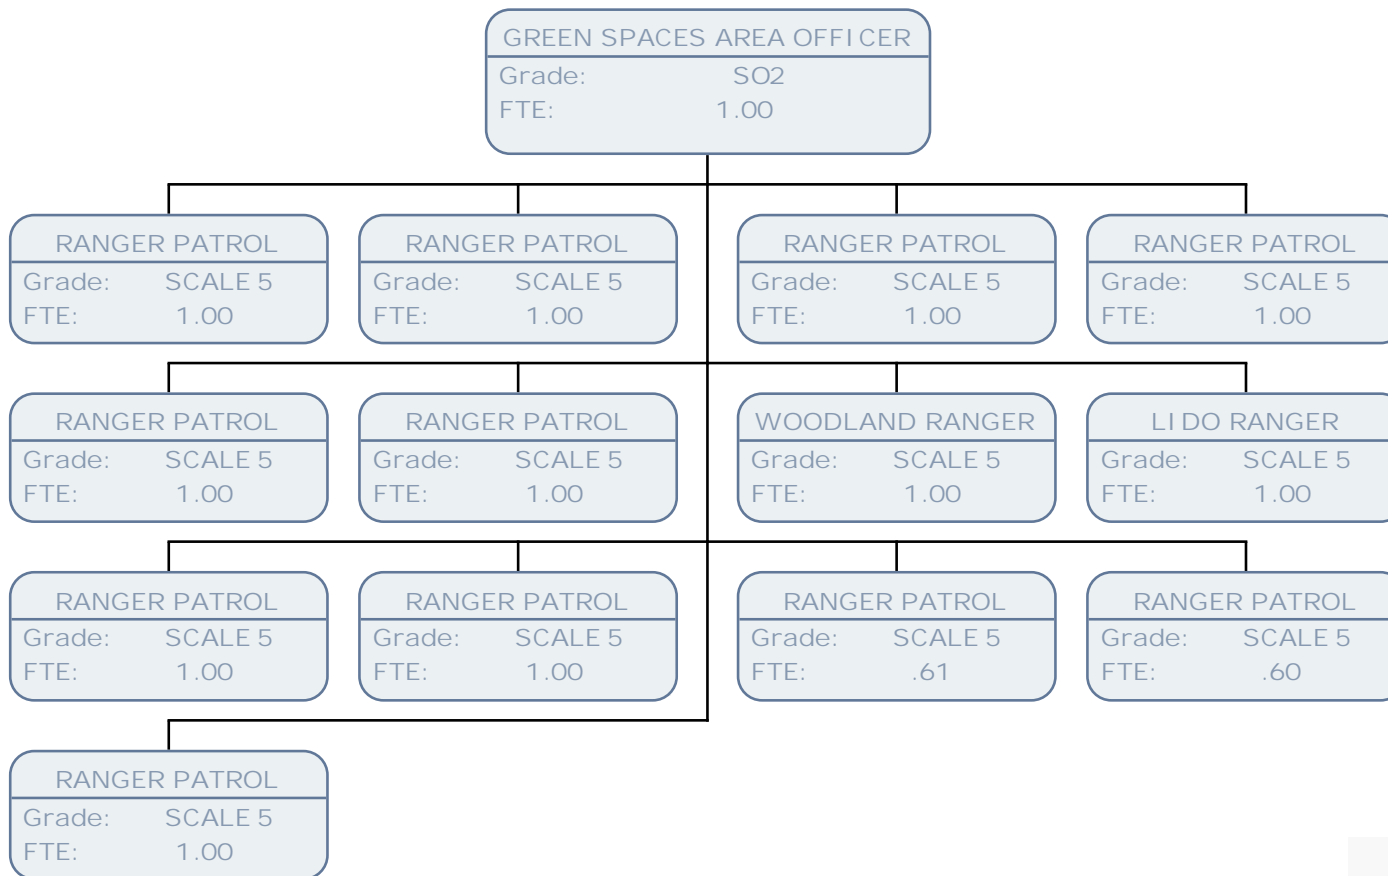 GREEN SPACES AREA OFFICER
Grade: SO2
FTE: 1.00
RANGER PATROL
Grade: SCALE 5
FTE: 1.00
RANGER PATROL
Grade: SCALE 5
FTE: 1.00
RANGER PATROL
Grade: SCALE 5
FTE: 1.00
RANGER PATROL
Grade: SCALE 5
FTE: 1.00
RANGER PATROL
Grade: SCALE 5
FTE: 1.00
RANGER PATROL
Grade: SCALE 5
FTE: 1.00
WOODLAND RANGER
Grade: SCALE 5
FTE: 1.00
LIDO RANGER
Grade: SCALE 5
FTE: 1.00
RANGER PATROL
Grade: SCALE 5
FTE: 1.00
RANGER PATROL
Grade: SCALE 5
FTE: 1.00
RANGER PATROL
Grade: SCALE 5
FTE: .61
RANGER PATROL
Grade: SCALE 5
FTE: .60
RANGER PATROL
Grade: SCALE 5
FTE: 1.00